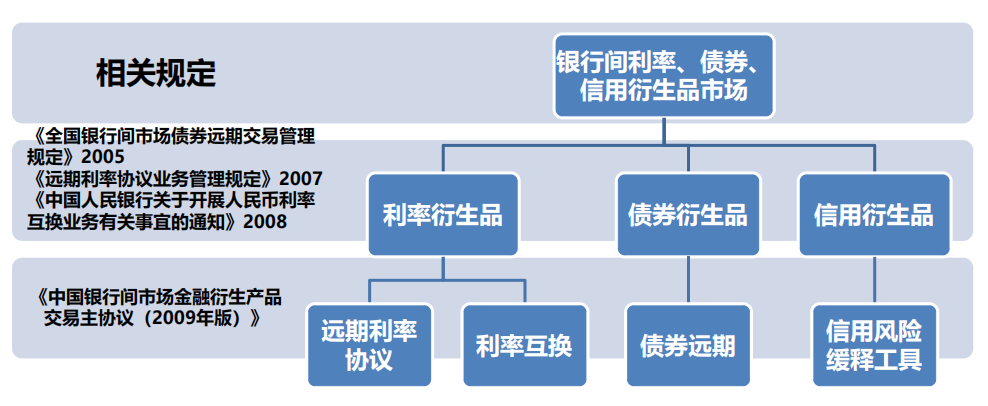 相关规定
银行间利率、债券、
信用衍生品市场
《全国银行间市场债券远期交易管理
规定》2005
《远期利率协议业务管理规定》2007
《中国人民银行关于开展人民币利率
互换业务有关事宜的通知》2008
利率衍生品
债券衍生品
信用衍生品
《中国银行间市场金融衍生产品
交易主协议（2009年版）》
远期利率
协议
利率互换
债券远期
信用风险
缓释工具